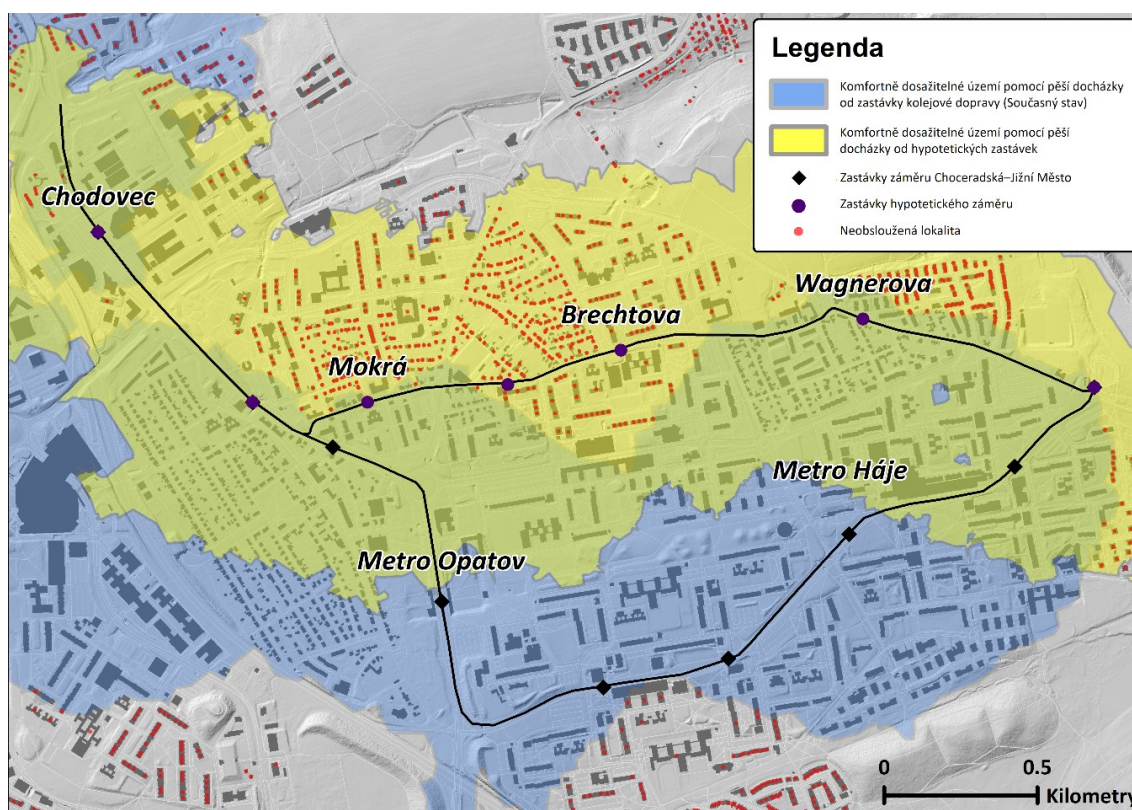 Legenda
Komfortně dosažitelné území pomocí pěší docházky
od zastávky kolejové dopravy (Současný stav)
Komfortně dosažitelné území pomocí pěší
docházky od hypotetických zastávek
Zastávky záměru Choceradská–Jižní Město
Zastávky hypotetického záměru
Neobsloužená lokalita
Chodovec
Wagnerova
Brechtova
Mokrá
Metro Háje
Metro Opatov
0 0.5
Kilometry